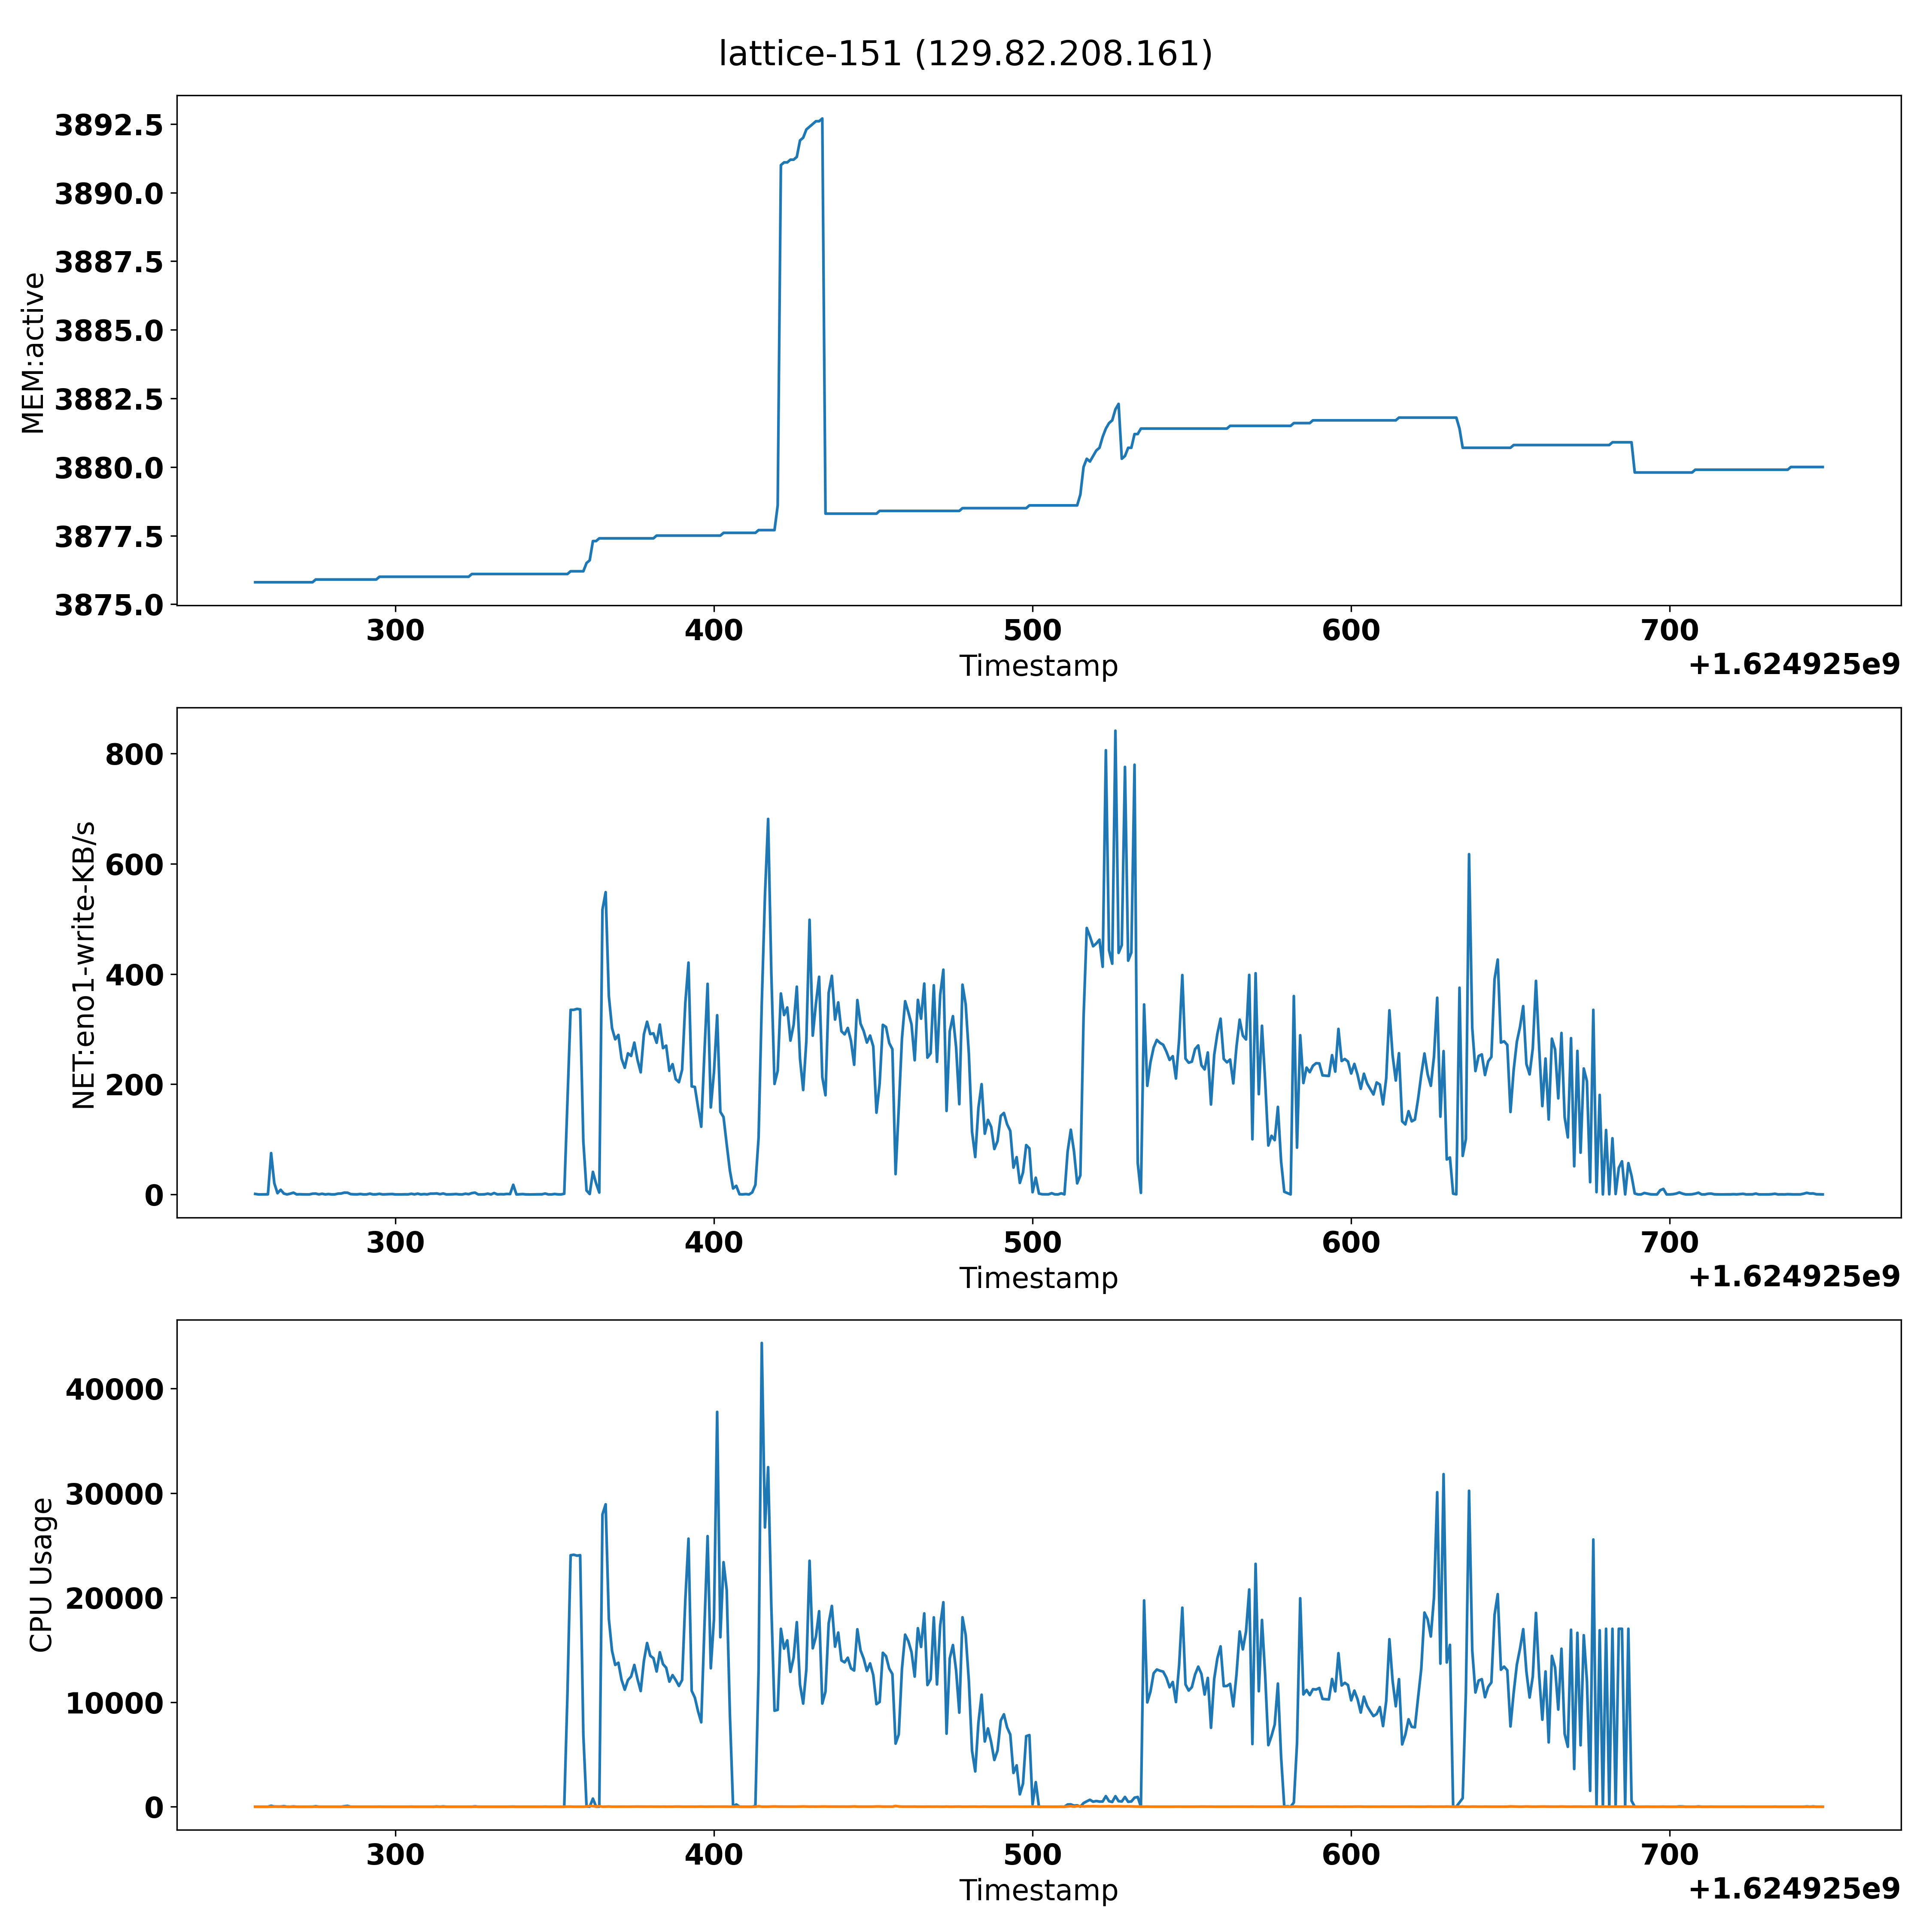 lattice-151 (129.82.208.161)
3892.5
3890.0
3887.5
3885.0
3882.5
3880.0
3877.5
3875.0
MEM:active
300 400 500 600 700
Timestamp
+1.624925e9
800
600
400
200
0
NET:eno1-write-KB/s
300 400 500 600 700
Timestamp
+1.624925e9
40000
30000
20000
10000
0
CPU Usage
300 400 500 600 700
Timestamp
+1.624925e9